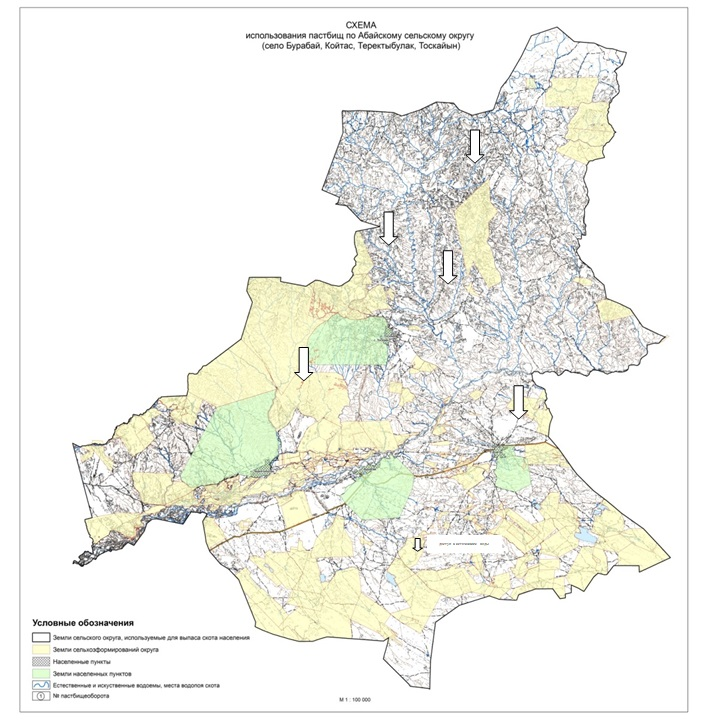 СХЕМА
использования пастбищ по Абайскому сельскому округу
(село Бурабай, Койтас, Теректыбулак, Тоскайын)
Условные обозначения
Земли сельского округа, используемые для выпаса скота населения
Земли сельхозформирований округа
Населенные пункты
Земли населенных пунктов
Естественные и искуственные водоемы, места водопоя скота
1 № пастбищеоборота
М 1 : 100 000